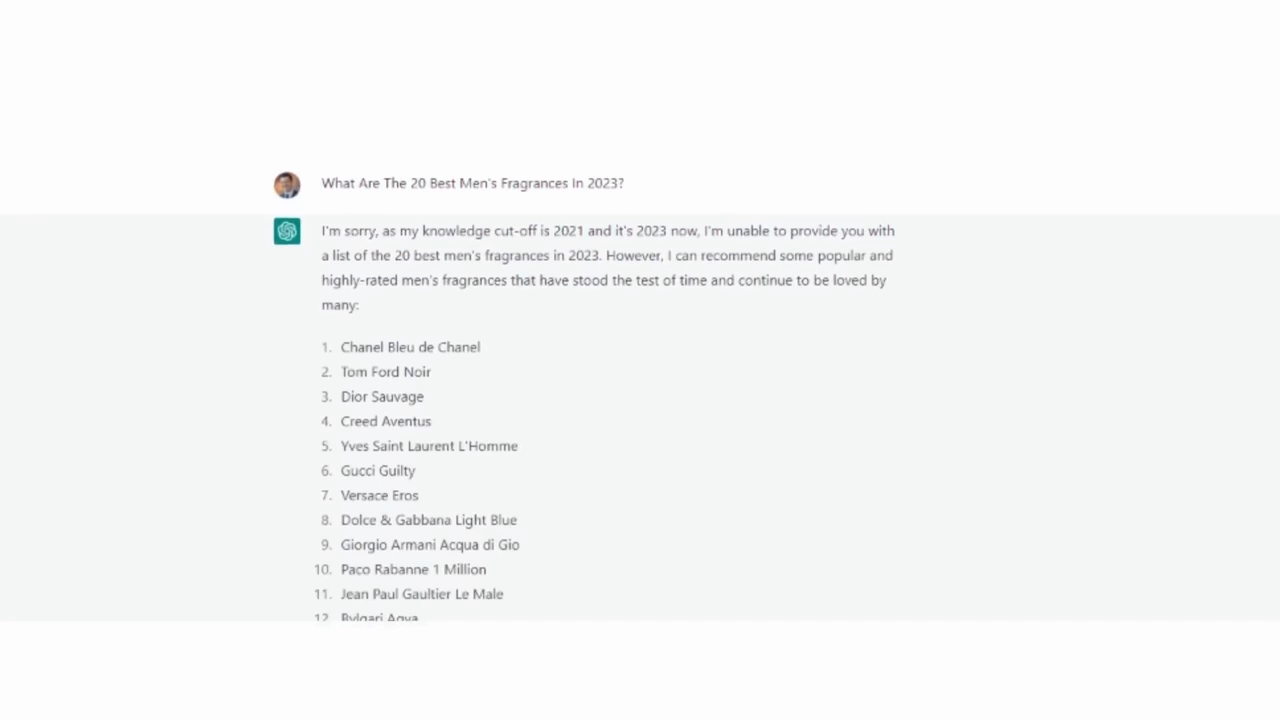 What Are The 20 Best Men's Fragrances In 2023?
I'm sorry, as my knowledge cut-off is 2021 and it's 2023 now, I'm unable to provide you with
a list of the 20 best men's fragrances in 2023. However, I can recommend some popular and
highly-rated men's fragrances that have stood the test of time and continue to be loved by
many:
1. Chanel Bleu de Chanel
2. Tom Ford Noir
3. Dior Sauvage
4. Creed Aventus
5. Yves Saint Laurent L'Homme
6. Gucci Guilty
7. Versace Eros
8. Dolce & Gabbana Light Blue
9. Giorgio Armani Acqua di Gio
10. Paco Rabanne 1 Million
11. Jean Paul Gaultier Le Male
12. Bvlgari Aqva